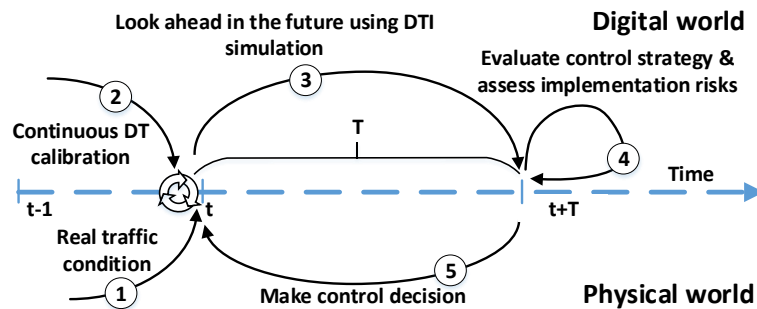 Look ahead in the future using DTI
simulation
Digital world
Evaluate control strategy &
assess implementation risks
2
3
Continuous DT
calibration
T
4
Time
t-1
t
t+T
Real traffic
condition
1
5
Make control decision
Physical world